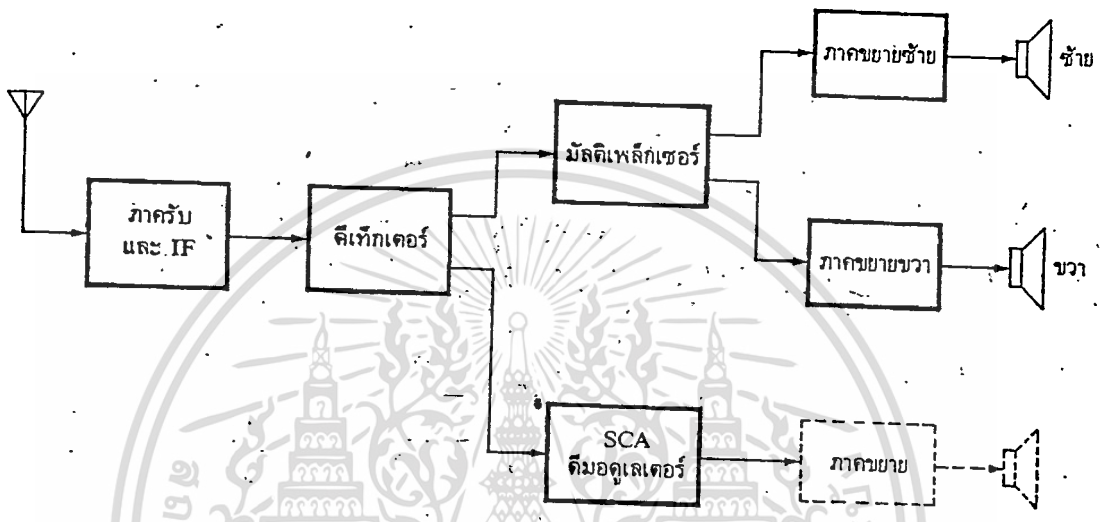 ภาคขยายซ้าย
ซ้าย
มัลติเพล็กเซอร์
ภาครับ
และ IF
ดีเท็กเตอร์
ภาคขยายขวา
ขวา
SCA
ดีมอดูเลเตอร์
ภาคขยาย